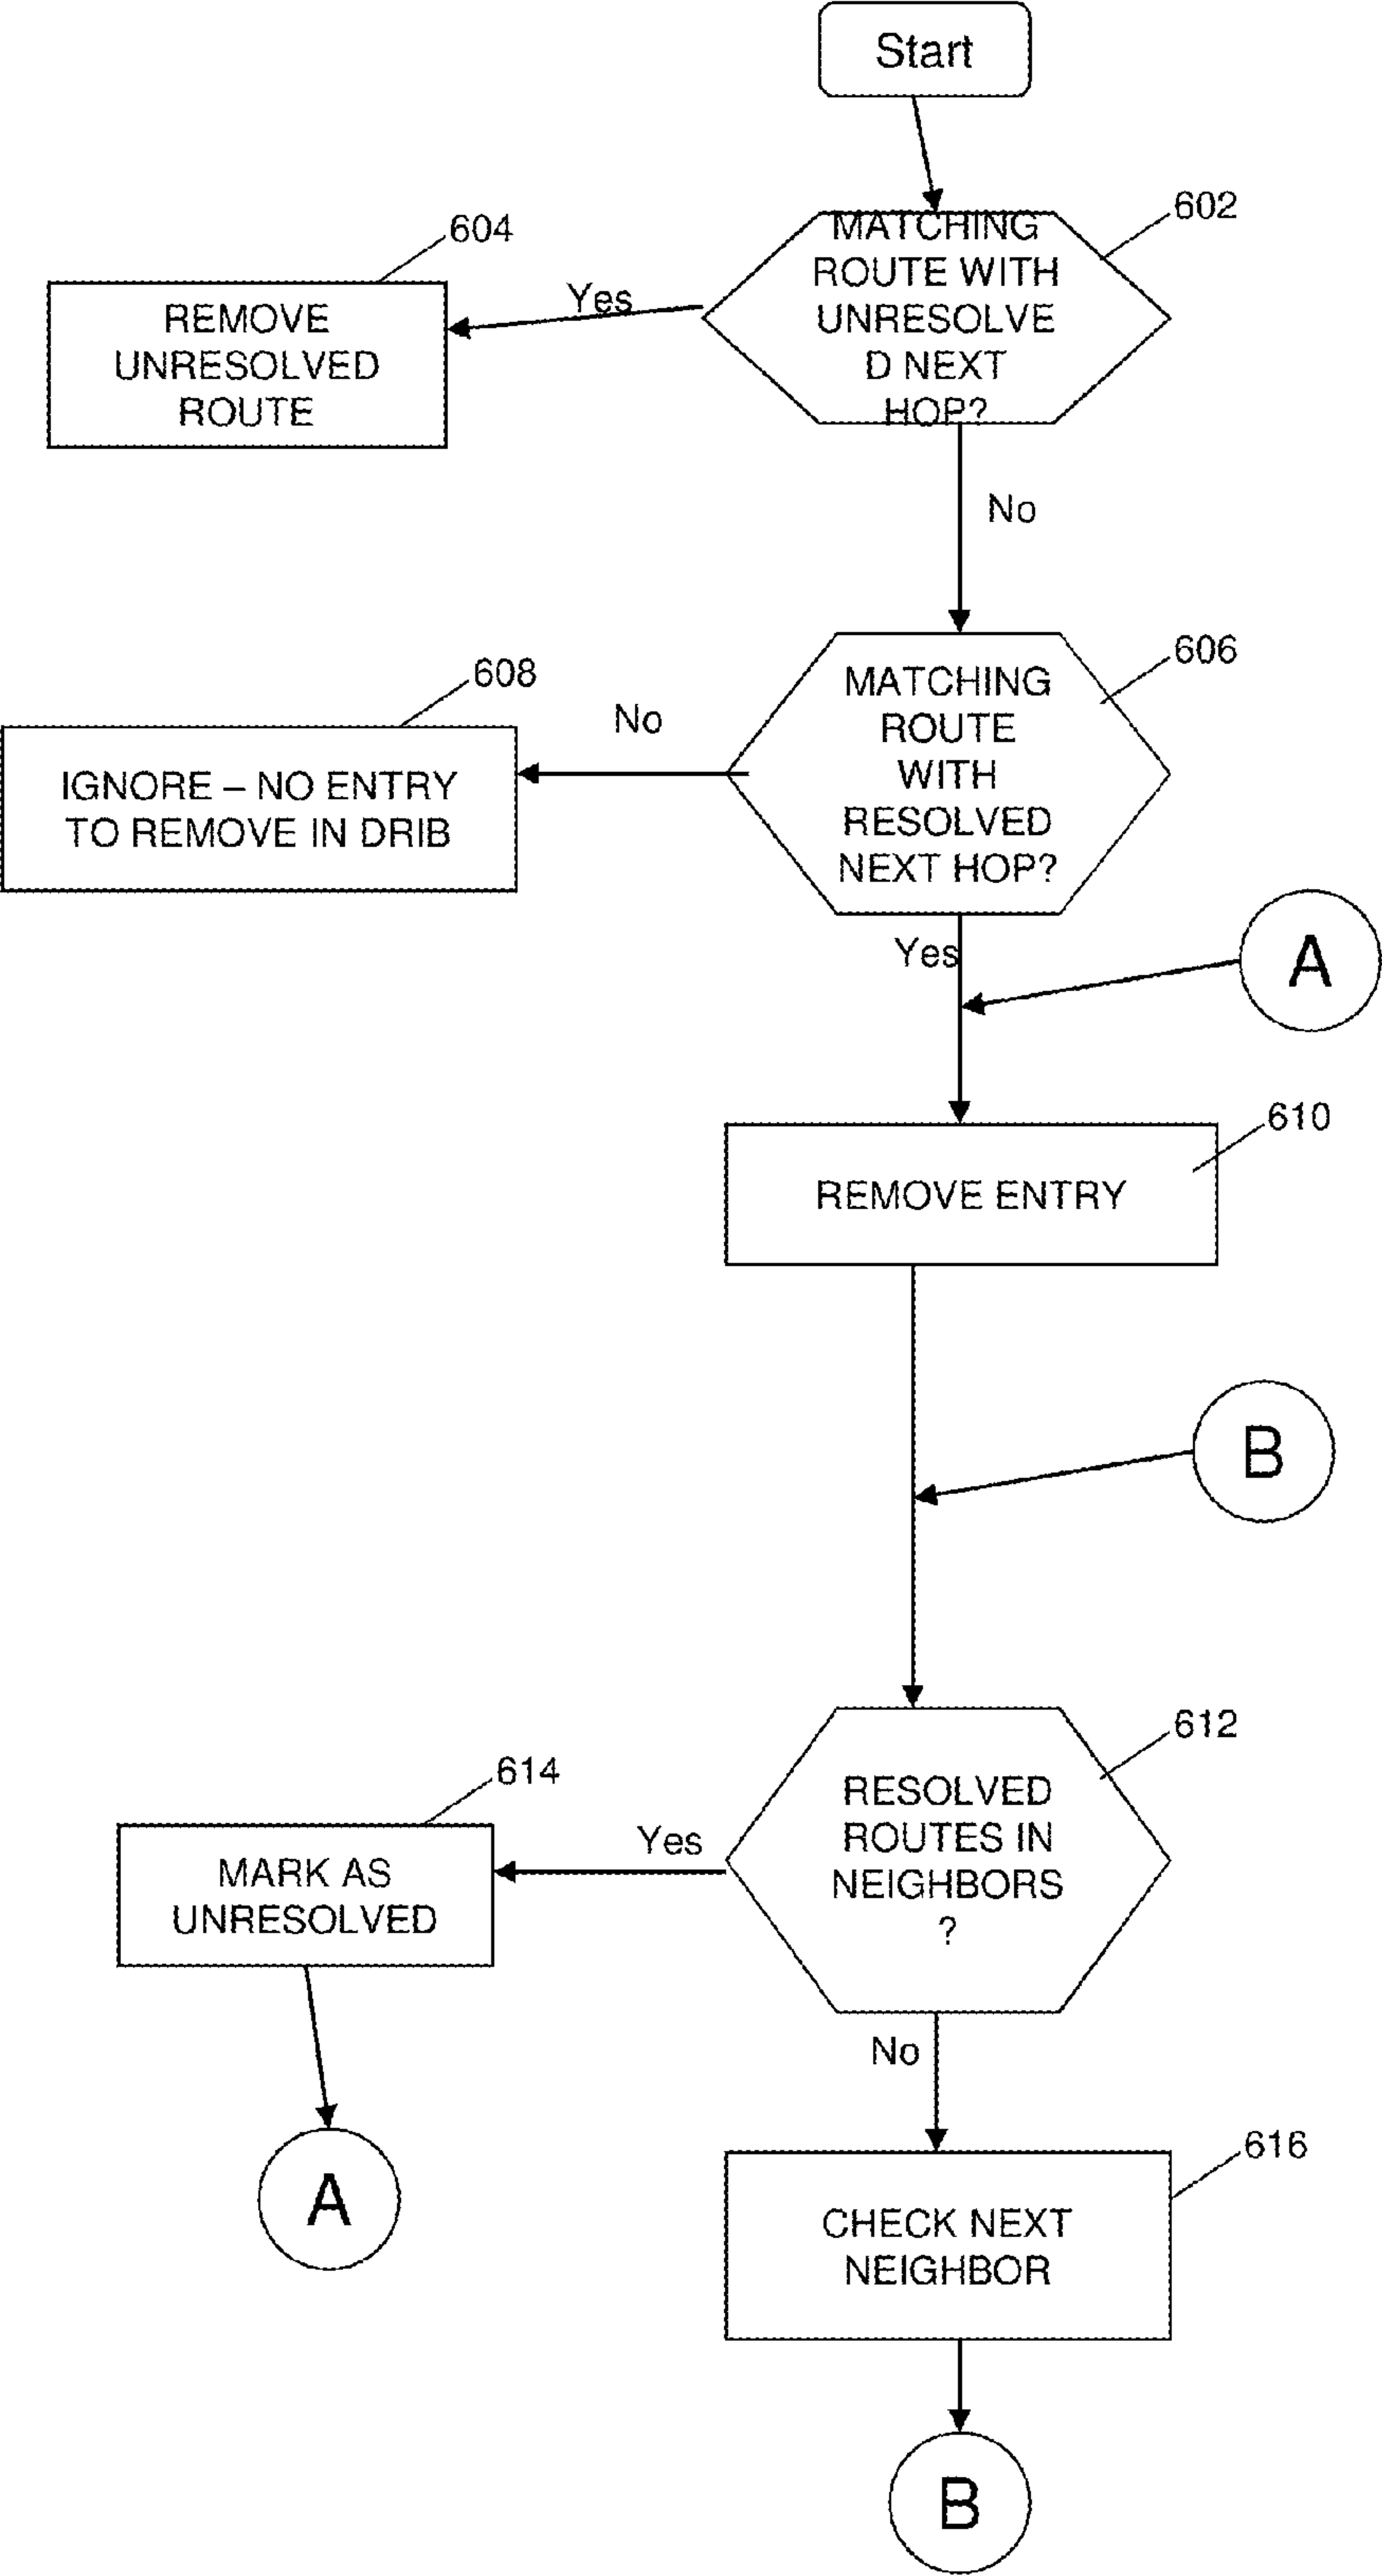 Start
602
MATCHING
ROUTE WITH
UNRESOLVE
D NEXT
HOP?
604
Yes
REMOVE
UNRESOLVED
ROUTE
No
606
MATCHING
ROUTE
WITH
RESOLVED
NEXT HOP?
608
No
IGNORE – NO ENTRY
TO REMOVE IN DRIB
Yes
A
610
REMOVE ENTRY
B
612
RESOLVED
ROUTES IN
NEIGHBORS
?
614
Yes
MARK AS
UNRESOLVED
No
A
616
CHECK NEXT
NEIGHBOR
B